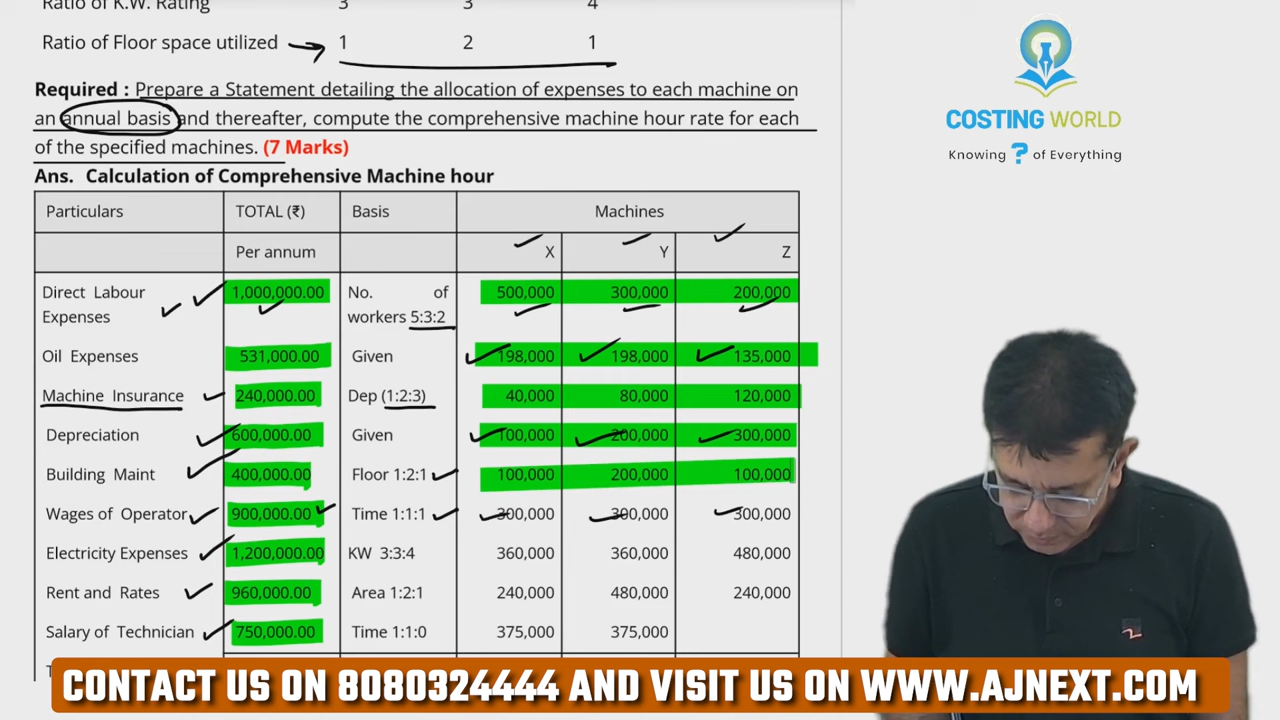 Ratio of K.W. Rating 3 3 4
Ratio of Floor space utilized 1 2 1
Required : Prepare a Statement detailing the allocation of expenses to each machine on
an annual basis and thereafter, compute the comprehensive machine hour rate for each
of the specified machines. (7 Marks)
Ans. Calculation of Comprehensive Machine hour
Particulars TOTAL (₹) Basis Machines
Per annum X Y Z
Direct Labour Expenses 1,000,000.00 No. of workers 5:3:2 500,000 300,000 200,000
Oil Expenses 531,000.00 Given 198,000 198,000 135,000
Machine Insurance 240,000.00 Dep (1:2:3) 40,000 80,000 120,000
Depreciation 600,000.00 Given 100,000 200,000 300,000
Building Maint 400,000.00 Floor 1:2:1 100,000 200,000 100,000
Wages of Operator 900,000.00 Time 1:1:1 300,000 300,000 300,000
Electricity Expenses 1,200,000.00 KW 3:3:4 360,000 360,000 480,000
Rent and Rates 960,000.00 Area 1:2:1 240,000 480,000 240,000
Salary of Technician 750,000.00 Time 1:1:0 375,000 375,000
COSTING WORLD
Knowing ? of Everything
CONTACT US ON 8080324444 AND VISIT US ON WWW.AJNEXT.COM